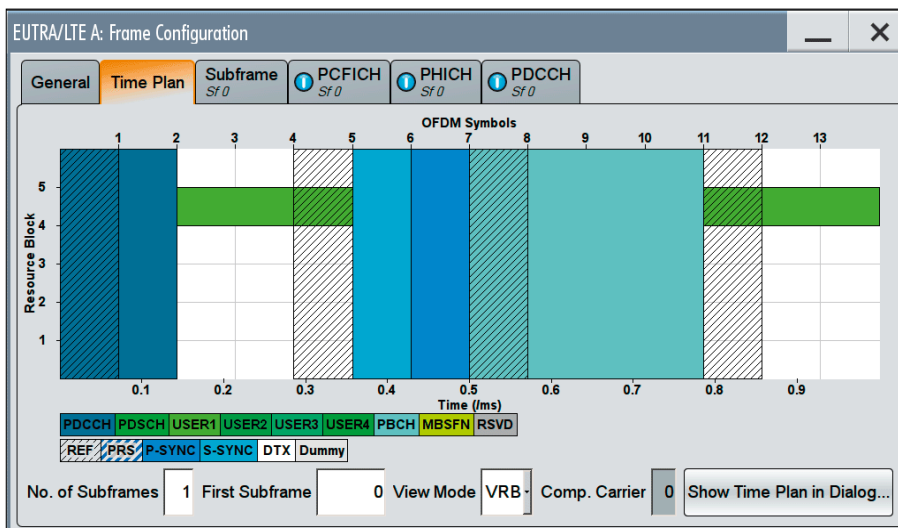 EUTRA/LTE A: Frame Configuration
General
Time Plan
Subframe
Sf 0
PCFICH
Sf 0
PHICH
Sf 0
PDCCH
Sf 0
OFDM Symbols
1 2 3 4 5 6 7 8 9 10 11 12 13
Resource Block
5
4
3
2
1
0.1 0.2 0.3 0.4 0.5 0.6 0.7 0.8 0.9
Time (/ms)
PDCCH PDSCH USER1 USER2 USER3 USER4 PBCH MBSFN RSVD
REF PRS P-SYNC S-SYNC DTX Dummy
No. of Subframes 1 First Subframe 0 View Mode VRB Comp. Carrier 0 Show Time Plan in Dialog...